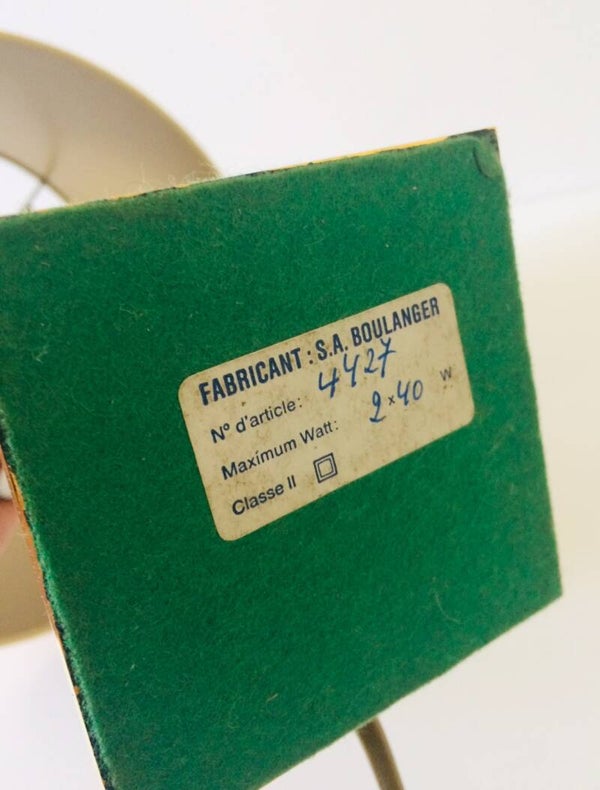 FABRICANT : S.A. BOULANGER
N° d'article: 4427
Maximum Watt: 2x40 W
Classe II